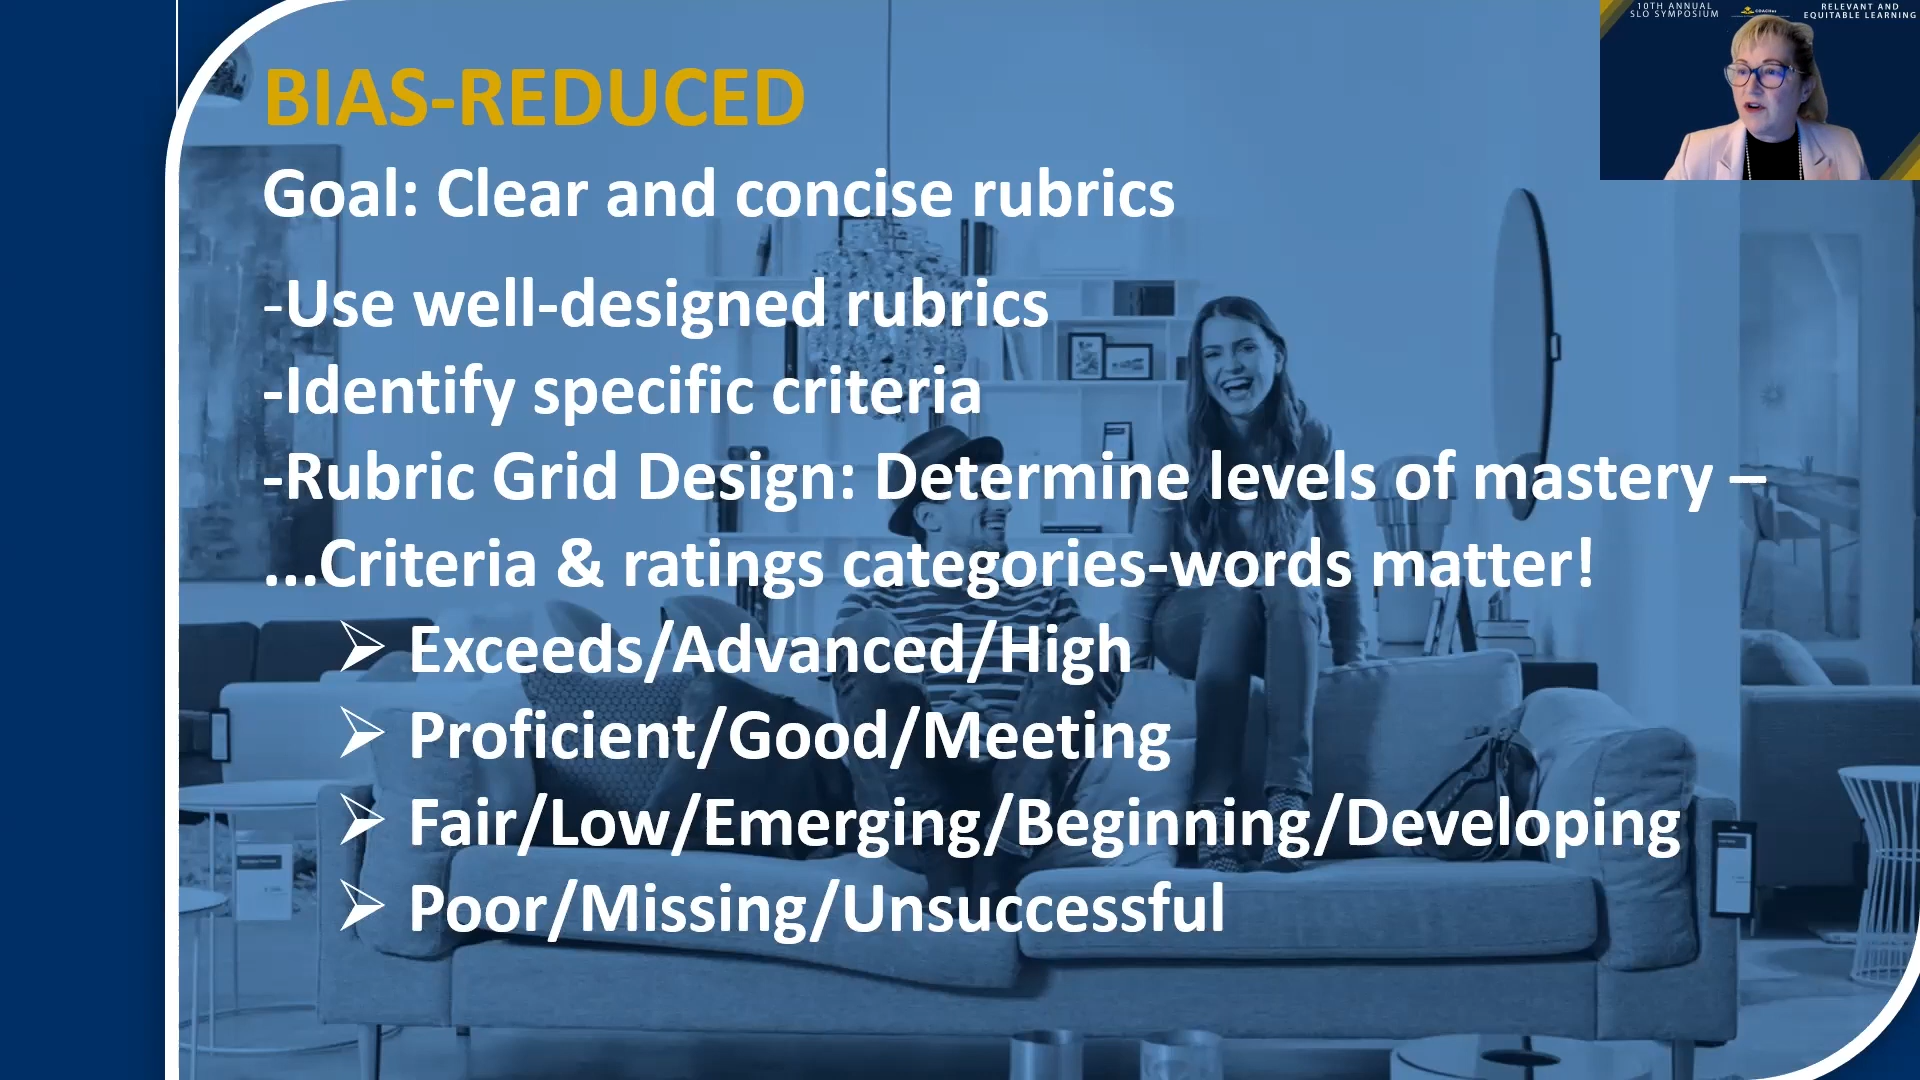 BIAS-REDUCED
Goal: Clear and concise rubrics
-Use well-designed rubrics
-Identify specific criteria
-Rubric Grid Design: Determine levels of mastery –
...Criteria & ratings categories-words matter!
➢ Exceeds/Advanced/High
➢ Proficient/Good/Meeting
➢ Fair/Low/Emerging/Beginning/Developing
➢ Poor/Missing/Unsuccessful
10TH ANNUAL
SLO SYMPOSIUM
RELEVANT AND
EQUITABLE LEARNING